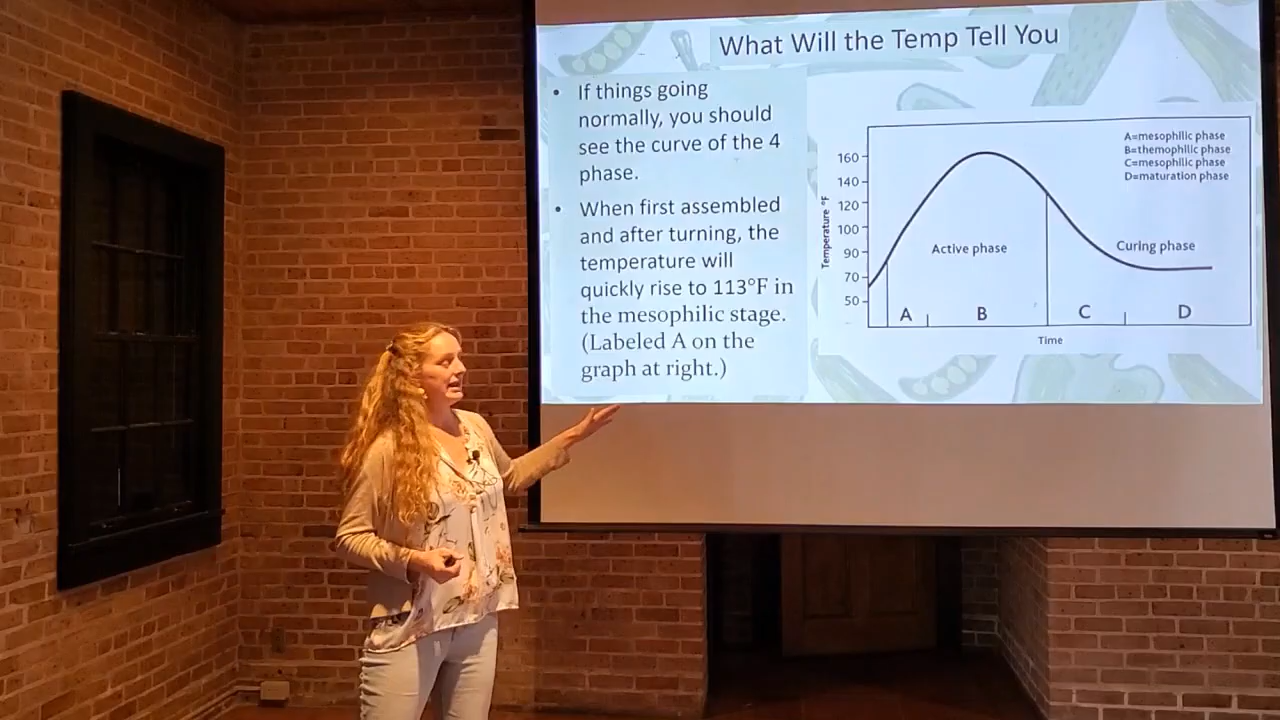 What Will the Temp Tell You
• If things going
normally, you should
see the curve of the 4
phase.
• When first assembled
and after turning, the
temperature will
quickly rise to 113°F in
the mesophilic stage.
(Labeled A on the
graph at right.)
A=mesophilic phase
B=themophilic phase
C=mesophilic phase
D=maturation phase
160
140
120
100
90
70
50
Temperature °F
Active phase
Curing phase
A B C D
Time